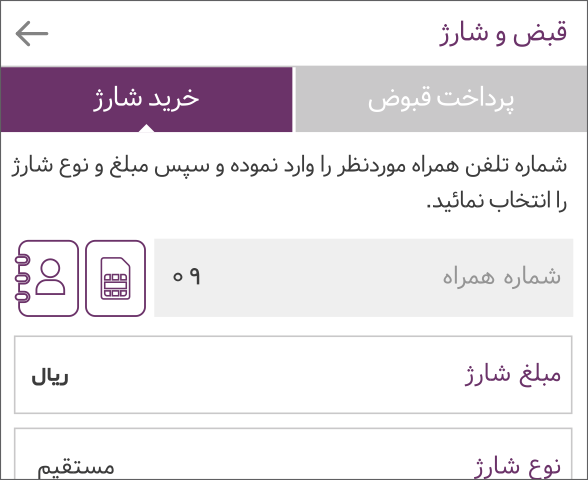 قبض و شارژ
پرداخت قبوض
خرید شارژ
شماره تلفن همراه موردنظر را وارد نموده و سپس مبلغ و نوع شارژ
را انتخاب نمائید.
شماره همراه
۰۹
مبلغ شارژ
ریال
نوع شارژ
مستقیم